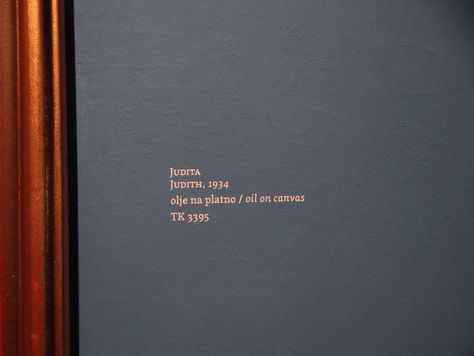 Judita
Judith, 1934
olje na platno / oil on canvas
TK 3395